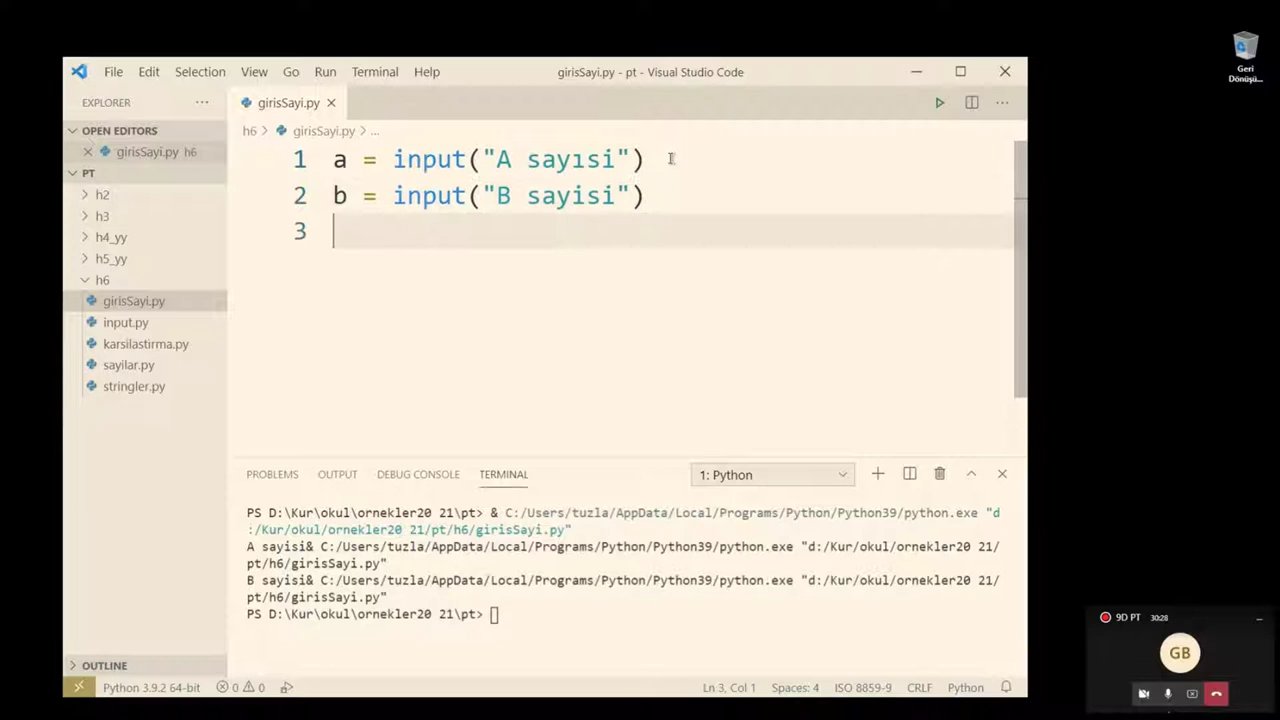 File Edit Selection View Go Run Terminal Help
girisSayi.py - pt - Visual Studio Code
Geri
Dönüşü...
EXPLORER
girisSayi.py
OPEN EDITORS
girisSayi.py h6
h6 > girisSayi.py > ...
PT
h2
h3
h4_yy
h5_yy
h6
girisSayi.py
input.py
karsilastirma.py
sayilar.py
stringler.py
1 a = input("A sayısi")
2 b = input("B sayisi")
3
PROBLEMS OUTPUT DEBUG CONSOLE TERMINAL
1: Python
PS D:\Kur\okul\ornekler20 21\pt> & C:/Users/tuzla/AppData/Local/Programs/Python/Python39/python.exe "d
:/Kur/okul/ornekler20 21/pt/h6/girisSayi.py"
A sayisi& C:/Users/tuzla/AppData/Local/Programs/Python/Python39/python.exe "d:/Kur/okul/ornekler20 21/
pt/h6/girisSayi.py"
B sayisi& C:/Users/tuzla/AppData/Local/Programs/Python/Python39/python.exe "d:/Kur/okul/ornekler20 21/
pt/h6/girisSayi.py"
PS D:\Kur\okul\ornekler20 21\pt>
OUTLINE
Python 3.9.2 64-bit
0 0
Ln 3, Col 1 Spaces: 4 ISO 8859-9 CRLF Python
9D PT 30:28
GB